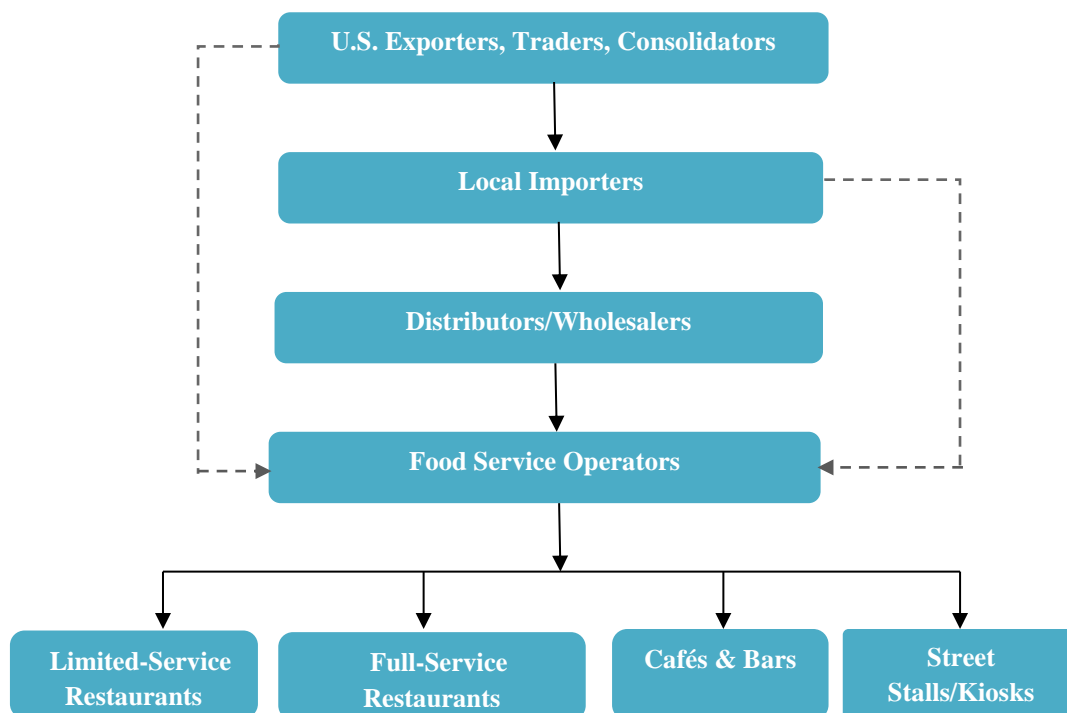 U.S. Exporters, Traders, Consolidators
Local Importers
Distributors/Wholesalers
Food Service Operators
Limited-Service
Restaurants
Full-Service
Restaurants
Cafés & Bars
Street
Stalls/Kiosks